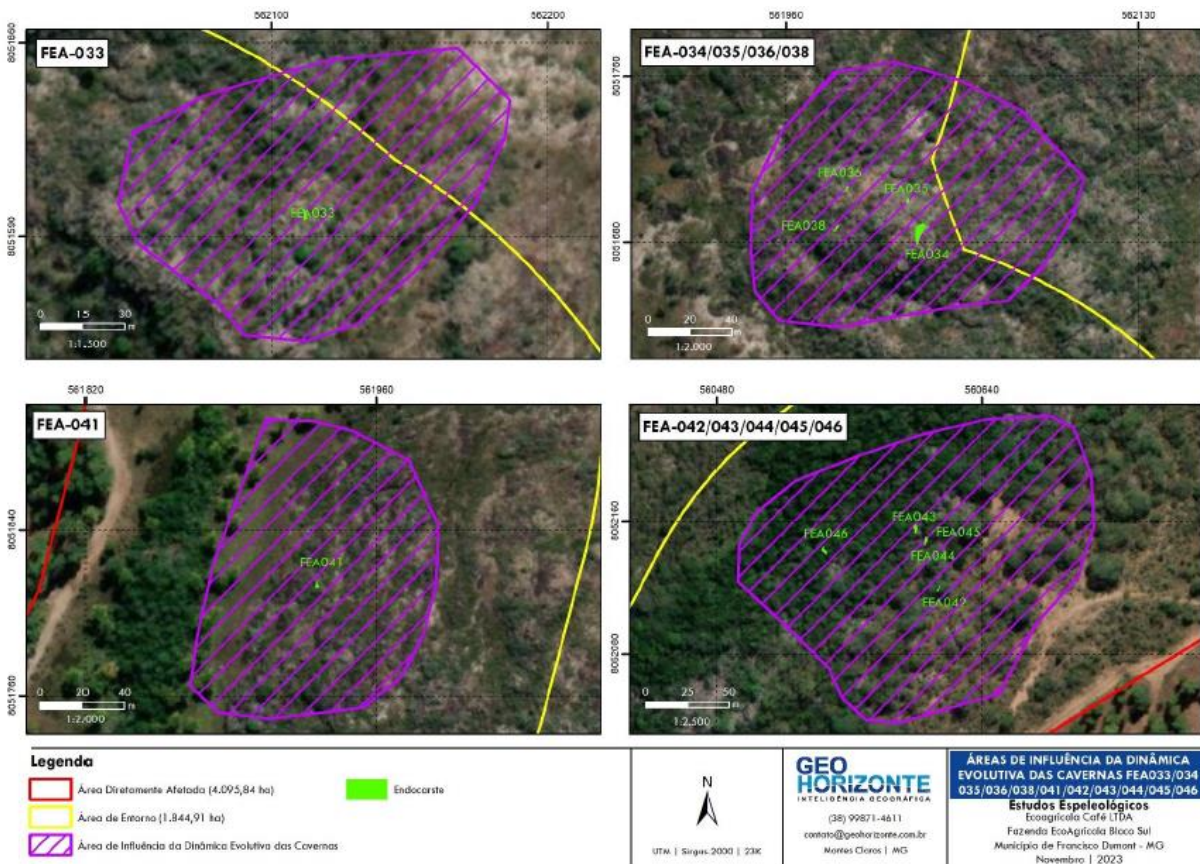 562100
562200
8051660
8051590
FEA-033
FEA033
0 15 30
m
1:1.500
561950
562130
8051760
8051680
FEA-034/035/036/038
FEA036
FEA035
FEA038
FEA034
0 20 40
m
1:2.000
561820
561960
8051840
8051760
FEA-041
FEA041
0 20 40
m
1:2.000
560480
560640
8052160
8052080
FEA-042/043/044/045/046
FEA043
FEA046
FEA045
FEA044
FEA042
0 25 50
m
1:2.500
Legenda
Área Diretamente Afetada (4.095,84 ha)
Endocarste
Área de Entorno (1.844,91 ha)
Área de Influência da Dinâmica Evolutiva das Cavernas
N
UTM | Sirgas 2000 | 23K
GEO
HORIZONTE
INTELIGÊNCIA GEOGRÁFICA
(38) 99871-4611
contato@geohorizonte.com.br
Montes Claros | MG
ÁREAS DE INFLUÊNCIA DA DINÂMICA
EVOLUTIVA DAS CAVERNAS FEA033/034
035/036/038/041/042/043/044/045/046
Estudos Espeleológicos
Ecoagrícola Café LTDA
Fazenda EcoAgrícola Bloco Sul
Município de Francisco Dumont - MG
Novembro | 2023